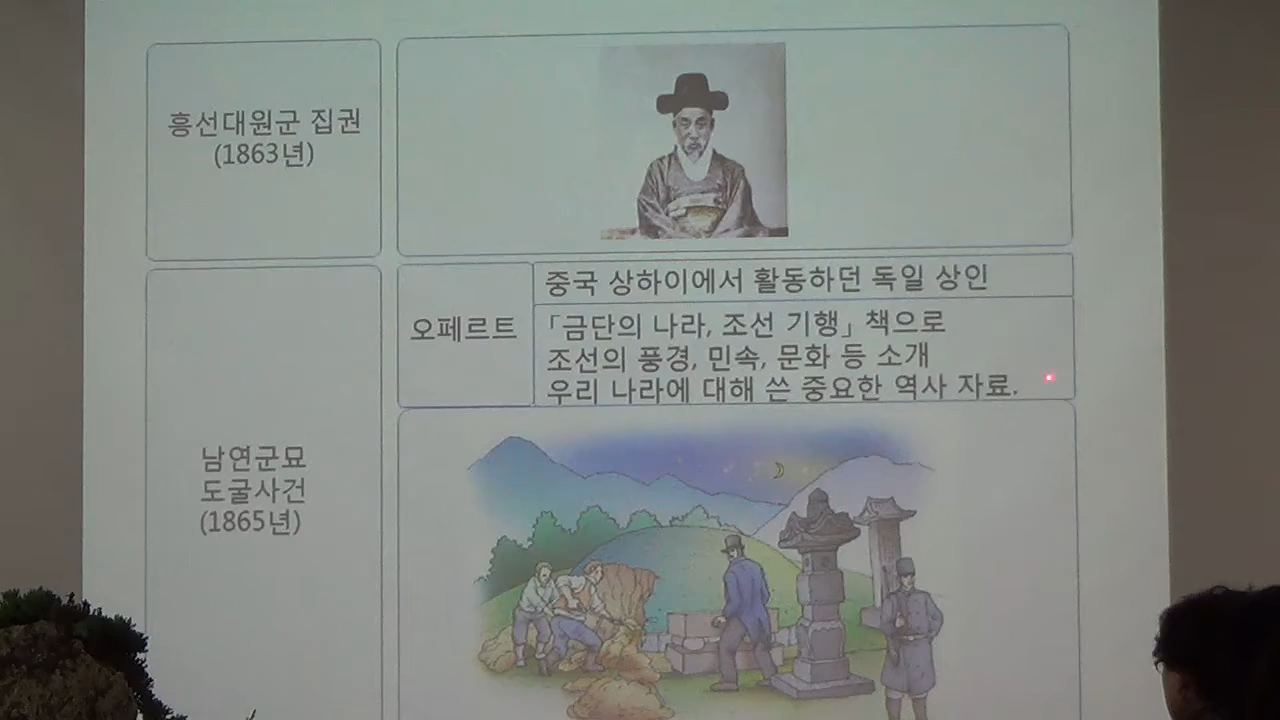 흥선대원군 집권
(1863년)
오페르트
중국 상하이에서 활동하던 독일 상인
「금단의 나라, 조선 기행」 책으로
조선의 풍경, 민속, 문화 등 소개
우리 나라에 대해 쓴 중요한 역사 자료.
남연군묘
도굴사건
(1865년)